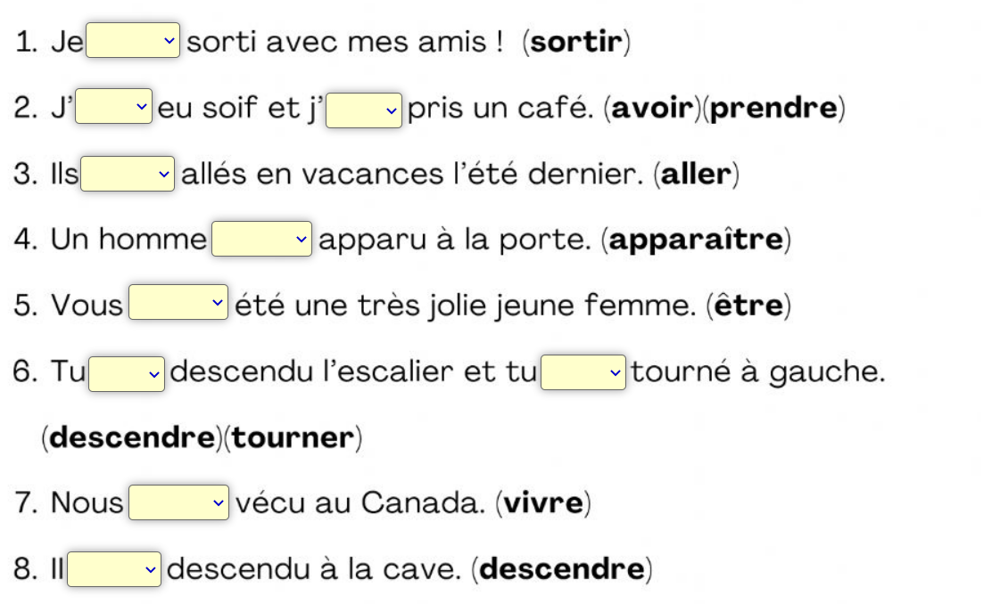 1. Je sorti avec mes amis ! (sortir)
2. J’ eu soif et j’ pris un café. (avoir)(prendre)
3. Ils allés en vacances l’été dernier. (aller)
4. Un homme apparu à la porte. (apparaître)
5. Vous été une très jolie jeune femme. (être)
6. Tu descendu l’escalier et tu tourné à gauche.
(descendre)(tourner)
7. Nous vécu au Canada. (vivre)
8. Il descendu à la cave. (descendre)